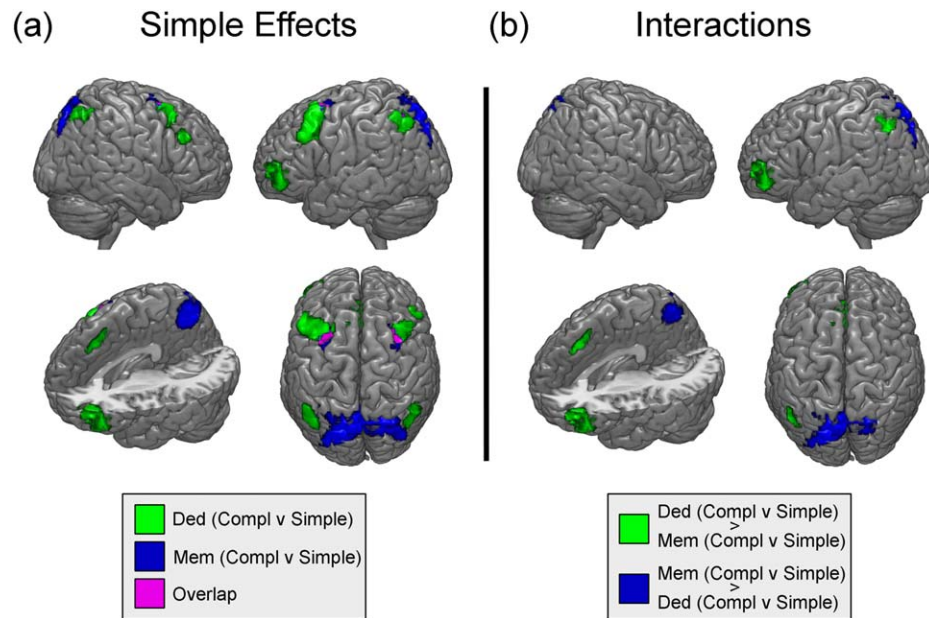 (a) Simple Effects
(b) Interactions
Ded (Compl v Simple)
Mem (Compl v Simple)
Overlap
Ded (Compl v Simple)
>
Mem (Compl v Simple)
Mem (Compl v Simple)
>
Ded (Compl v Simple)